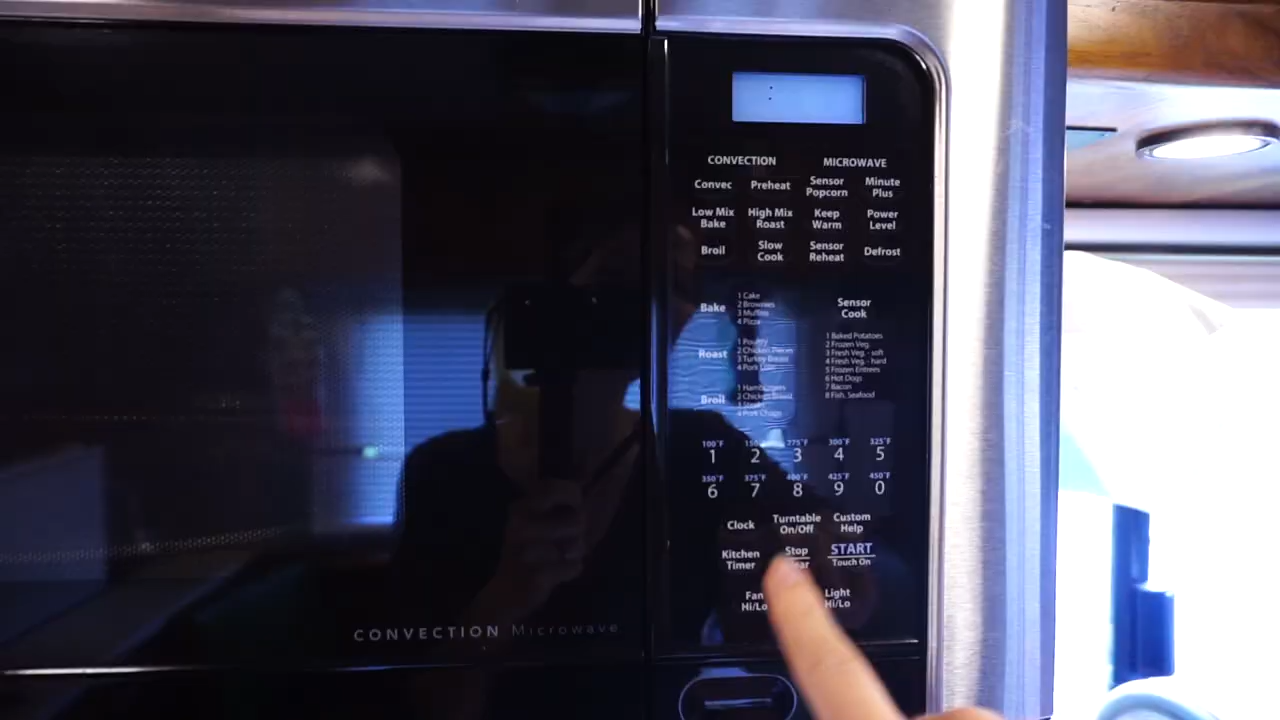 :
CONVECTION MICROWAVE
Convec Preheat Sensor Popcorn Minute Plus
Low Mix Bake High Mix Roast Keep Warm Power Level
Broil Slow Cook Sensor Reheat Defrost
Bake
1 Cake
2 Brownies
3 Muffins
4 Pizza
Sensor Cook
1 Baked Potatoes
2 Frozen Veg.
3 Fresh Veg. - soft
4 Fresh Veg. - hard
5 Frozen Entrees
6 Hot Dogs
7 Bacon
8 Fish, Seafood
Roast
1 Poultry
2 Chicken Pieces
3 Turkey Breast
4 Pork
Broil
1 Hamburgers
2 Chicken Breast
3 Steaks
4 Pork Chops
100°F 150 275°F 300°F 325°F
1 2 3 4 5
350°F 375°F 400°F 425°F 450°F
6 7 8 9 0
Clock Turntable On/Off Custom Help
Kitchen Timer Stop START Touch On
Fan Hi/Lo Light Hi/Lo
CONVECTION Microwave